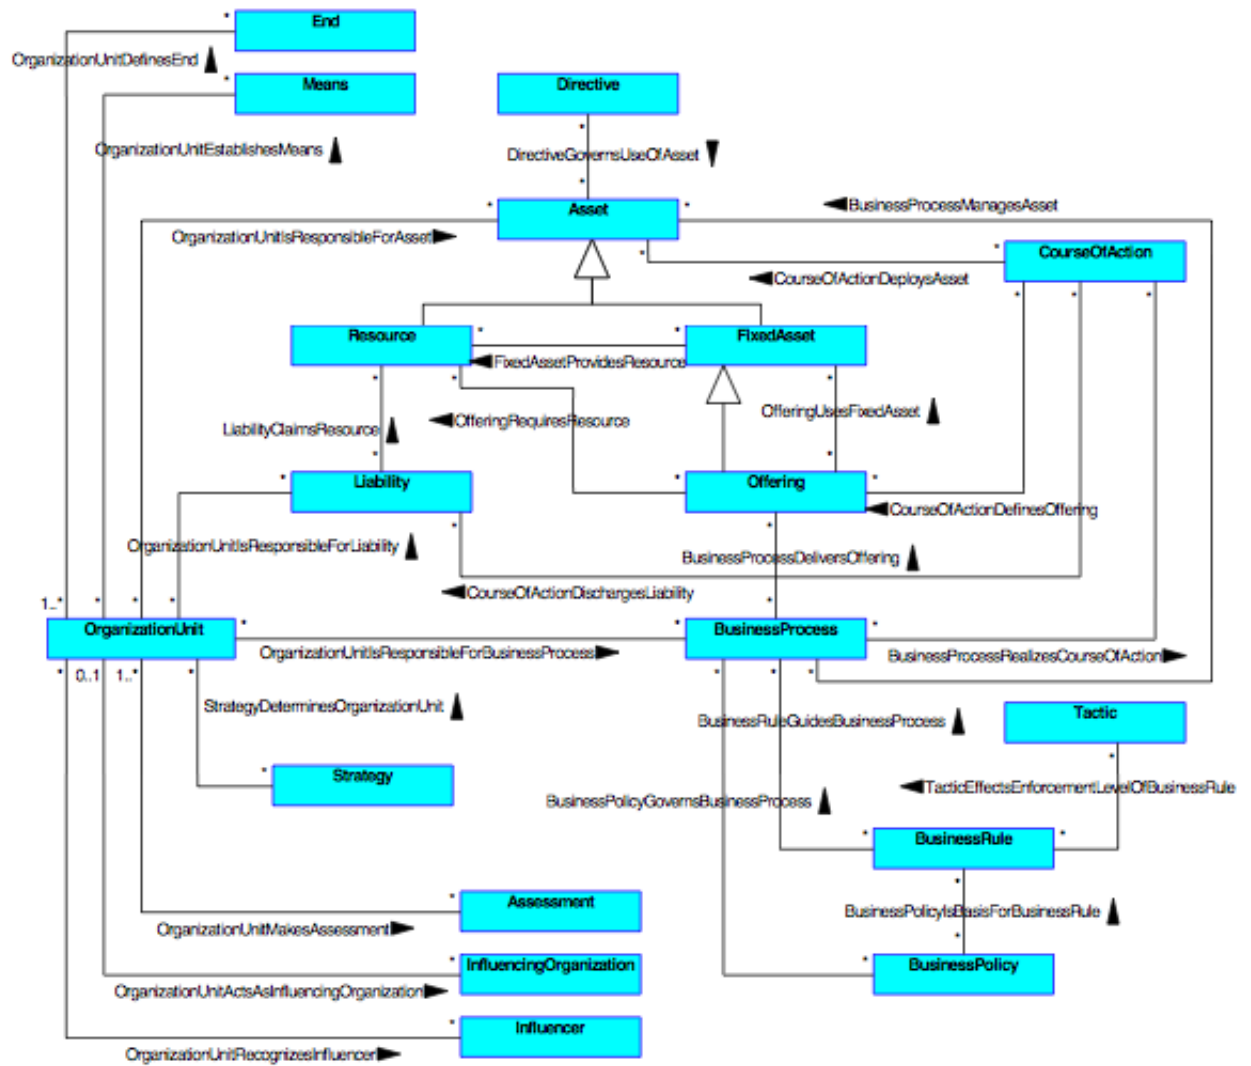 * End
OrganizationUnitDefinesEnd
* Means
Directive
*
OrganizationUnitEstablishesMeans
DirectiveGovernsUseOfAsset
*
* Asset *
BusinessProcessManagesAsset
OrganizationUnitIsResponsibleForAsset
* * CourseOfAction
CourseOfActionDeploysAsset
* * *
Resource * * FixedAsset
FixedAssetProvidesResource
* * *
OfferingUsesFixedAsset
LiabilityClaimsResource
OfferingRequiresResource
*
* Liability * Offering * *
CourseOfActionDefinesOffering
* *
OrganizationUnitIsResponsibleForLiability
BusinessProcessDeliversOffering
CourseOfActionDischargesLiability
1..* * * * *
OrganizationUnit * * BusinessProcess *
OrganizationUnitIsResponsibleForBusinessProcess
BusinessProcessRealizesCourseOfAction
* 0..1 1..* * * * *
StrategyDeterminesOrganizationUnit
BusinessRuleGuidesBusinessProcess
Tactic
*
* Strategy
TacticEffectsEnforcementLevelOfBusinessRule
BusinessPolicyGovernsBusinessProcess
* BusinessRule *
*
* Assessment
BusinessPolicyIsBasisForBusinessRule
OrganizationUnitMakesAssessment
*
* InfluencingOrganization
* BusinessPolicy
OrganizationUnitActsAsInfluencingOrganization
* Influencer
OrganizationUnitRecognizesInfluencer